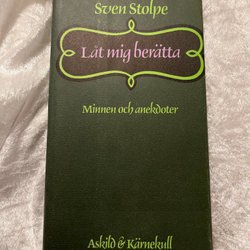 Sven Stolpe
Låt mig berätta
Minnen och anekdoter
Askild & Kärnekull